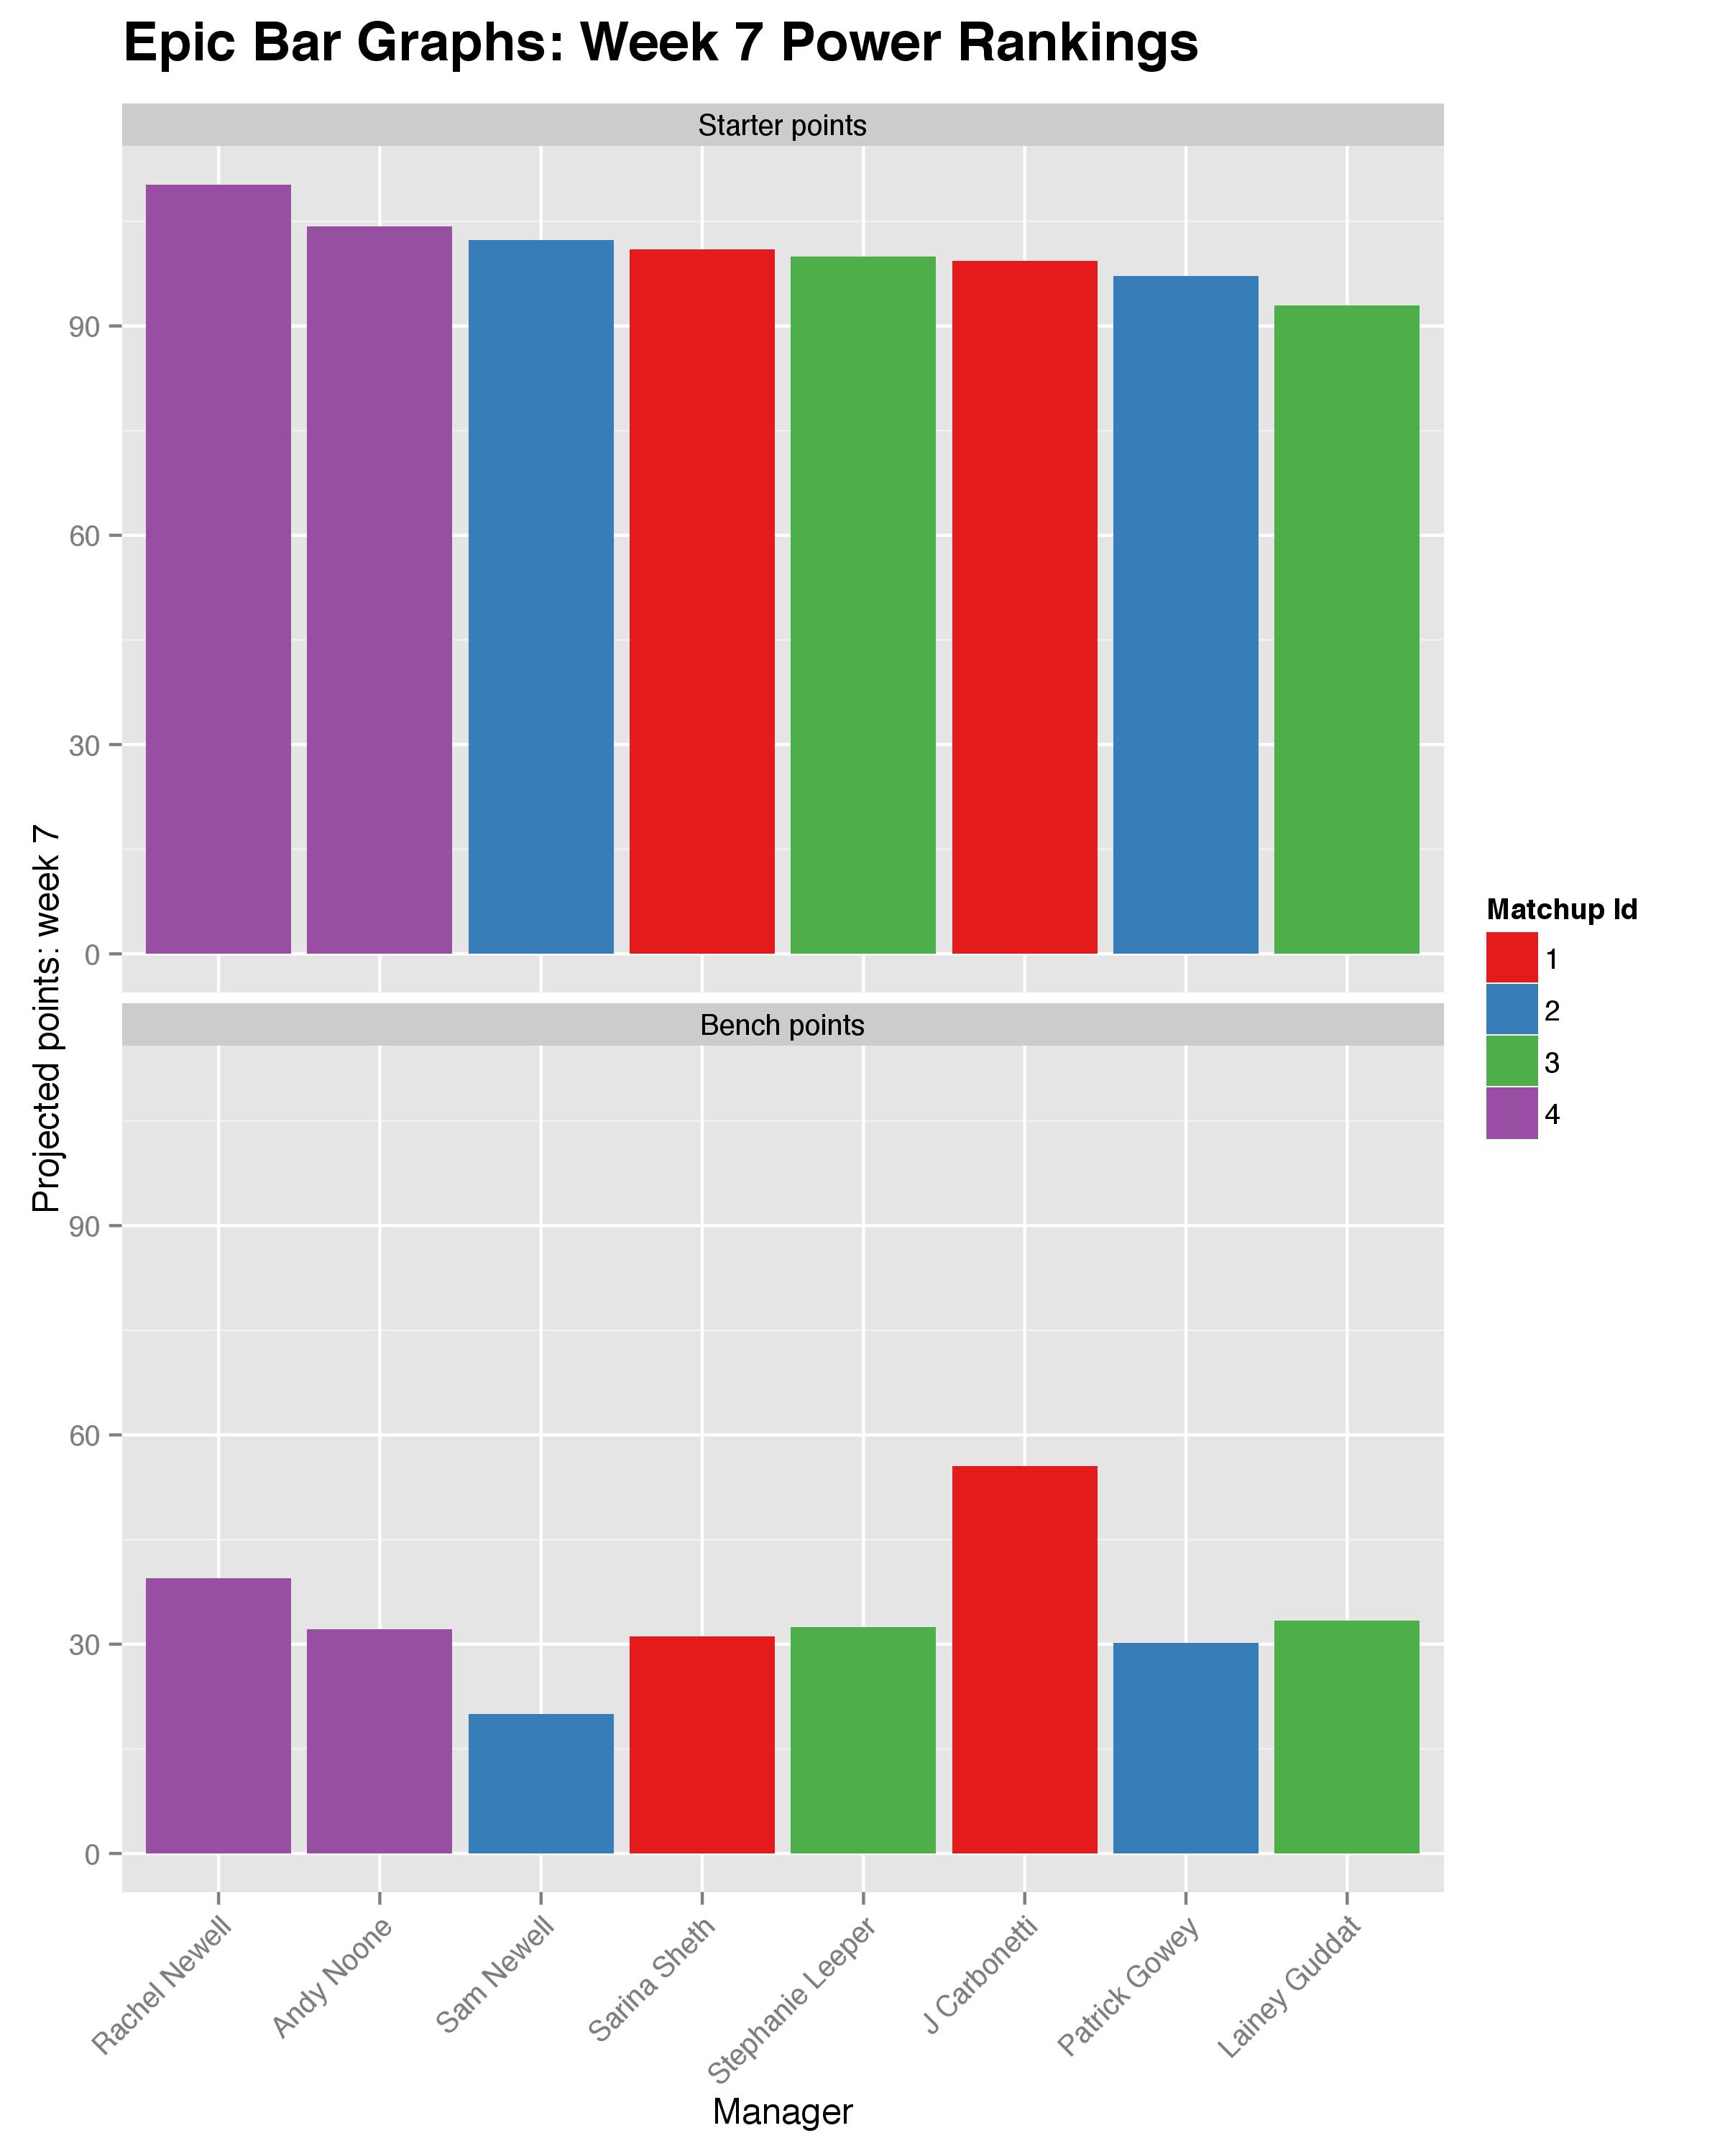 Epic Bar Graphs: Week 7 Power Rankings
Starter points
90
60
30
0
Projected points: week 7
Bench points
90
60
30
0
Rachel Newell
Andy Noone
Sam Newell
Sarina Sheth
Stephanie Leeper
J Carbonetti
Patrick Gowey
Lainey Guddat
Manager
Matchup Id
1
2
3
4